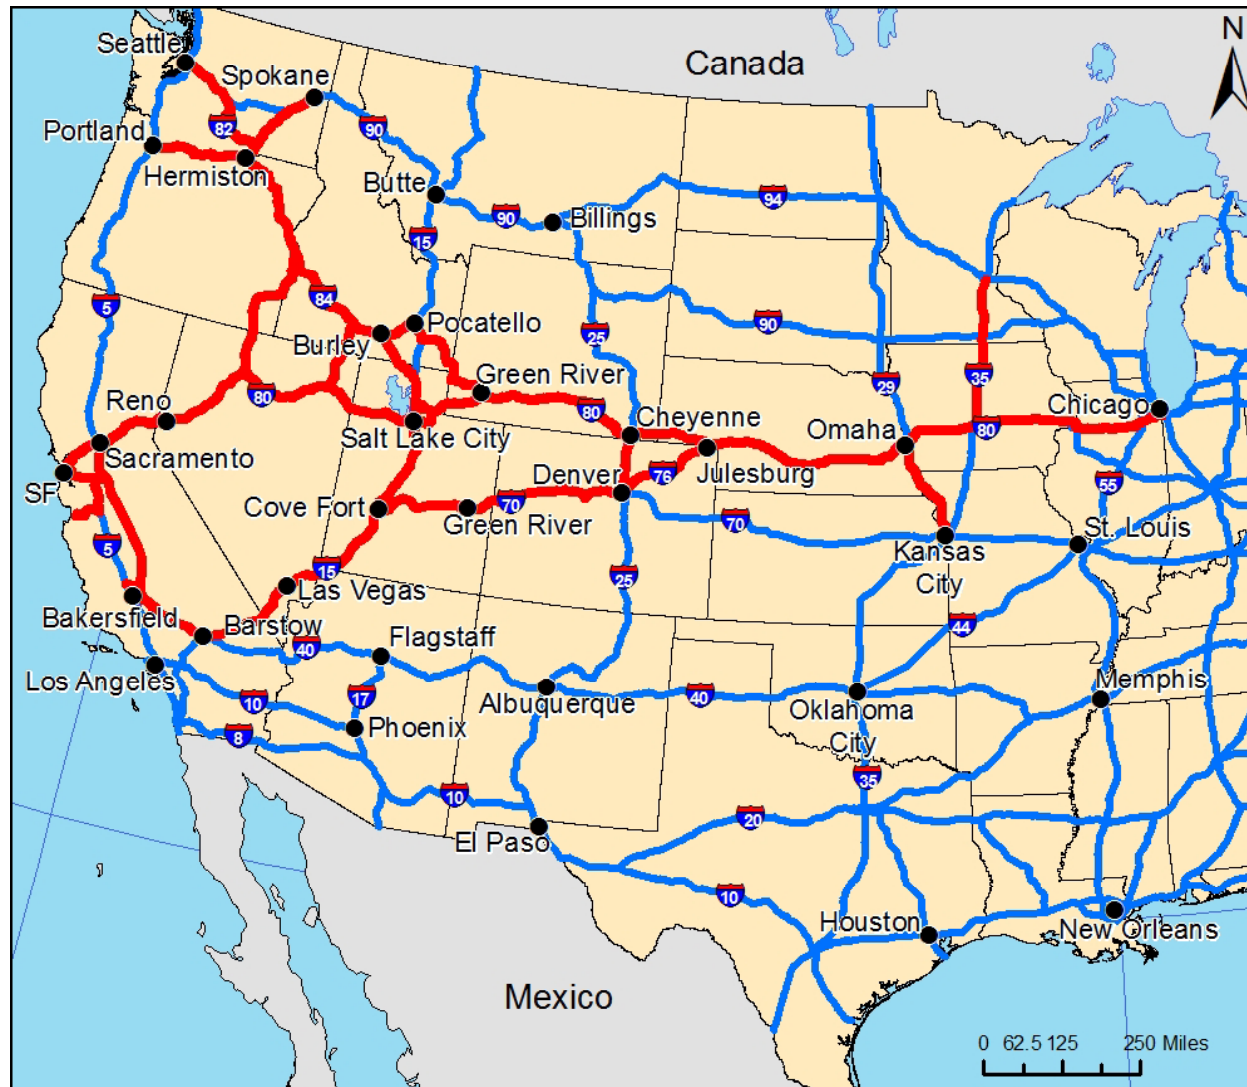 N
Seattle
Canada
Spokane
82
90
Portland
Hermiston
Butte
94
90
Billings
15
84
5
Pocatello
90
25
Burley
Green River
29
35
Reno
80
80
Cheyenne
Chicago
Omaha
80
Sacramento
Salt Lake City
Denver
76
Julesburg
55
SF
Cove Fort
70
Green River
70
St. Louis
5
Kansas
City
15
Las Vegas
25
Bakersfield
Barstow
40
Flagstaff
44
Los Angeles
10
17
Albuquerque
40
Oklahoma
City
Memphis
Phoenix
8
35
10
20
El Paso
10
Houston
New Orleans
Mexico
0 62.5 125 250 Miles